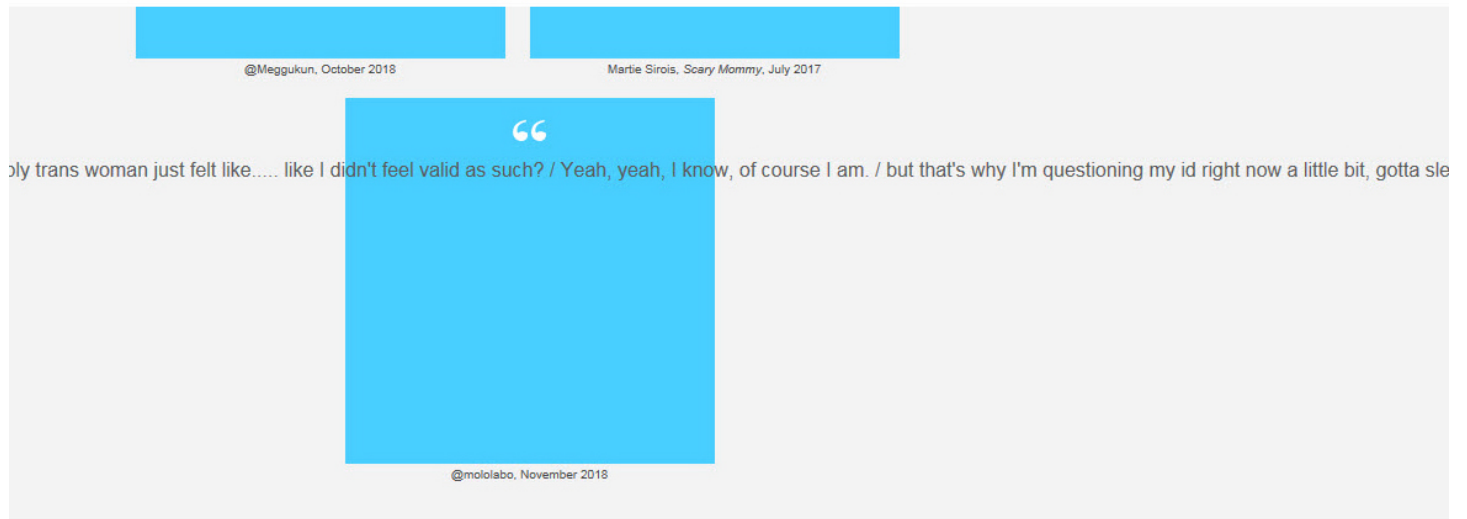 @Meggukun, October 2018
Martie Sirois, Scary Mommy, July 2017
“
trans woman just felt like..... like I didn't feel valid as such? / Yeah, yeah, I know, of course I am. / but that's why I'm questioning my id right now a little bit, gotta
@mololabo, November 2018